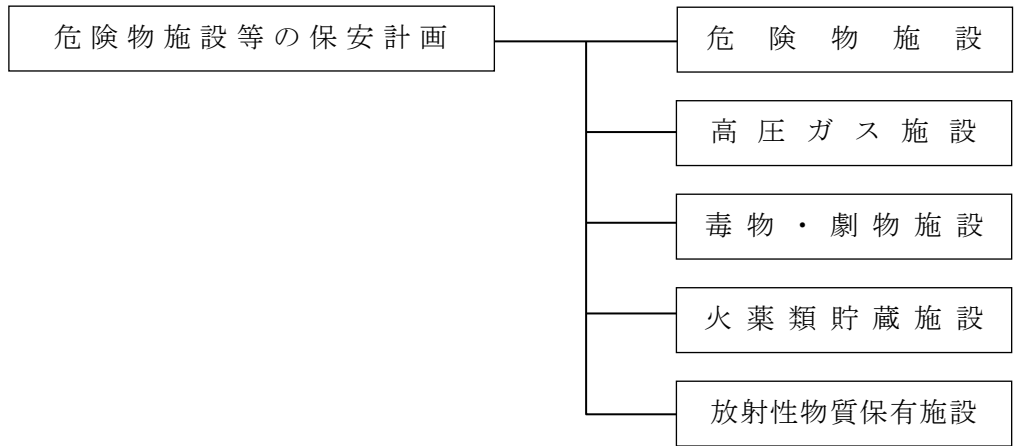 危険物施設等の保安計画
危険物施設
高圧ガス施設
毒物・劇物施設
火薬類貯蔵施設
放射性物質保有施設